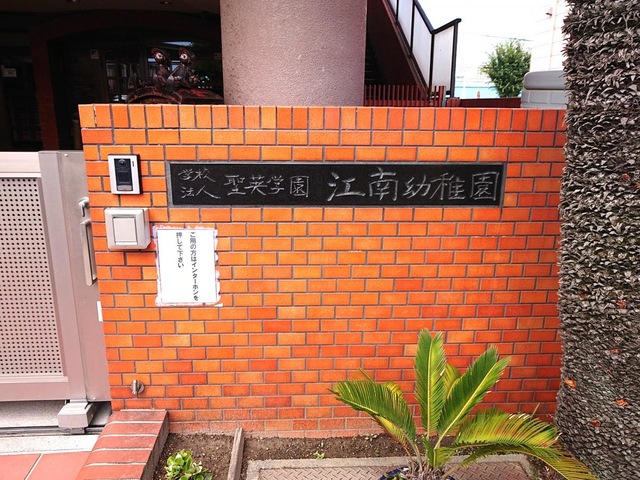 学校
法人 聖英学園 江南幼稚園
ご用の方はインターホンを
押して下さい